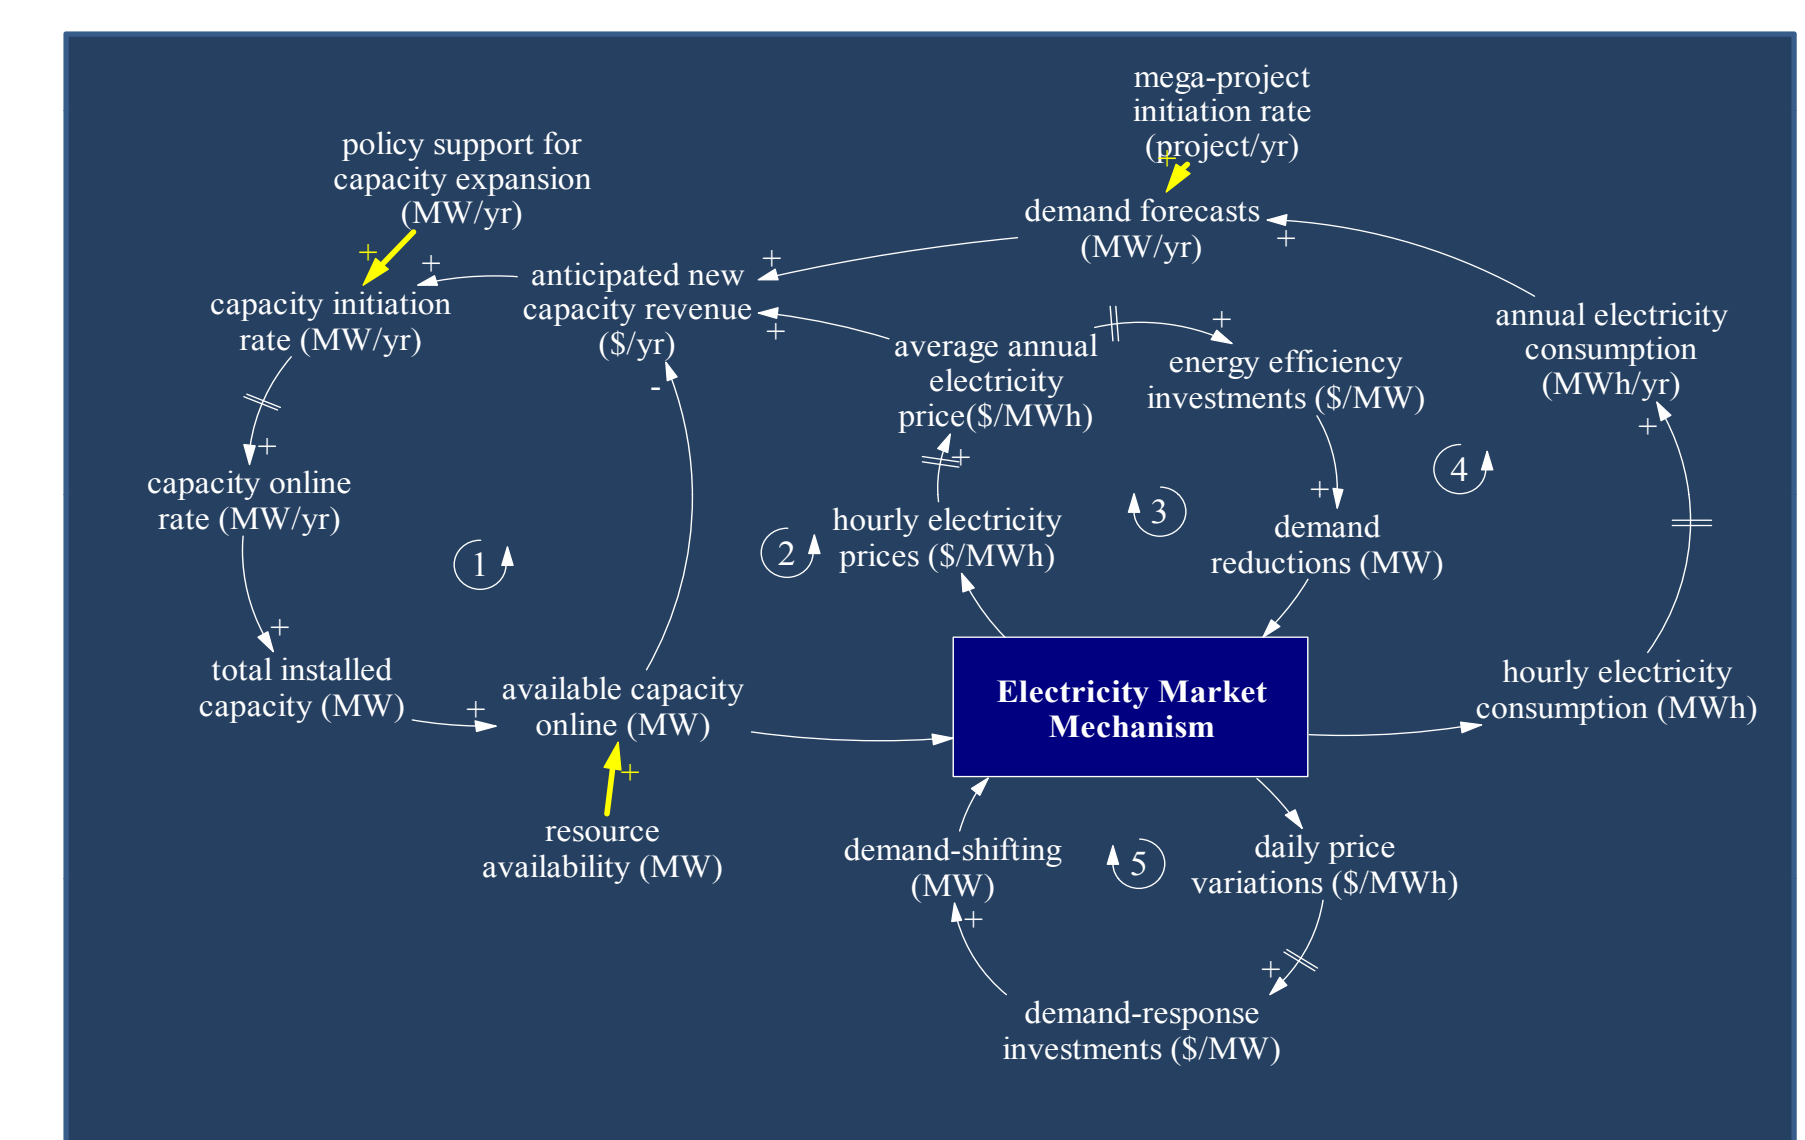 mega-project
initiation rate
(project/yr)
+
policy support for
capacity expansion
(MW/yr)
+
demand forecasts
(MW/yr)
+
+
anticipated new
capacity revenue
($/yr)
+
+
-
capacity initiation
rate (MW/yr)
average annual
electricity
price($/MWh)
+
energy efficiency
investments ($/MW)
annual electricity
consumption
(MWh/yr)
+
+
capacity online
rate (MW/yr)
+
hourly electricity
prices ($/MWh)
+
demand
reductions (MW)
1
2
3
4
+
total installed
capacity (MW)
+
available capacity
online (MW)
+
Electricity Market
Mechanism
hourly electricity
consumption (MWh)
resource
availability (MW)
demand-shifting
(MW)
+
5
daily price
variations ($/MWh)
+
demand-response
investments ($/MW)